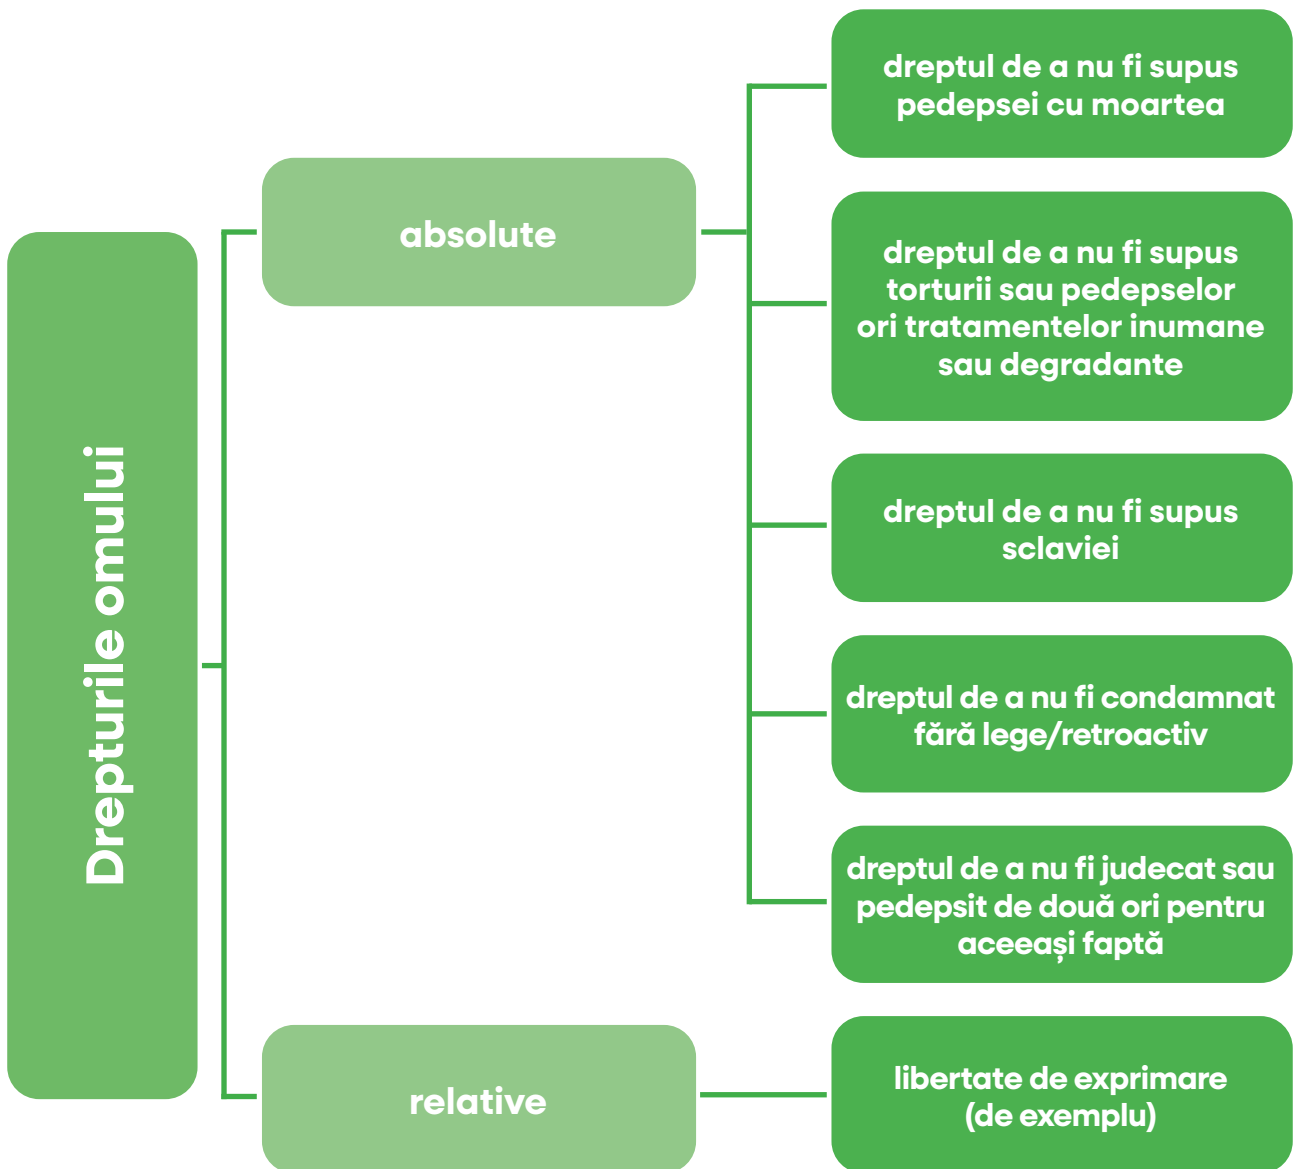 Drepturile omului
absolute
dreptul de a nu fi supus
pedepsei cu moartea
dreptul de a nu fi supus
torturii sau pedepselor
ori tratamentelor inumane
sau degradante
dreptul de a nu fi supus
sclaviei
dreptul de a nu fi condamnat
fără lege/retroactiv
dreptul de a nu fi judecat sau
pedepsit de două ori pentru
aceeași faptă
relative
libertate de exprimare
(de exemplu)